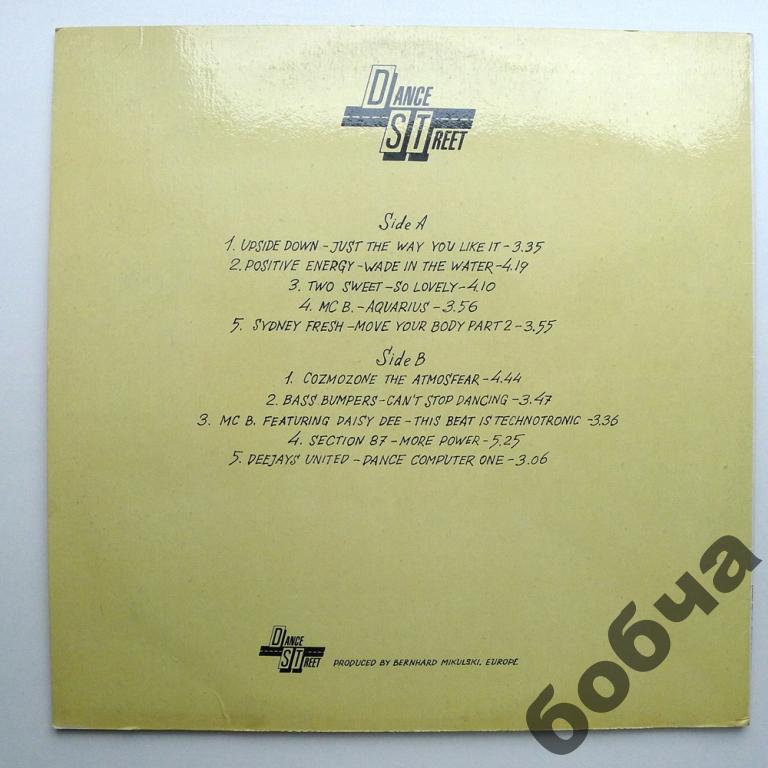 DANCE
STREET
Side A
1. UPSIDE DOWN - JUST THE WAY YOU LIKE IT - 3.35
2. POSITIVE ENERGY - WADE IN THE WATER - 4.19
3. TWO SWEET - SO LOVELY - 4.10
4. MC B. - AQUARIUS - 3.56
5. SYDNEY FRESH - MOVE YOUR BODY PART 2 - 3.55
Side B
1. COZMOZONE THE ATMOSFEAR - 4.44
2. BASS BUMPERS - CAN'T STOP DANCING - 3.47
3. MC B. FEATURING DAISY DEE - THIS BEAT IS TECHNOTRONIC - 3.36
4. SECTION 87 - MORE POWER - 5.25
5. DEEJAYS UNITED - DANCE COMPUTER ONE - 3.06
DANCE
STREET
PRODUCED BY BERNHARD MIKULSKI, EUROPE
бобча